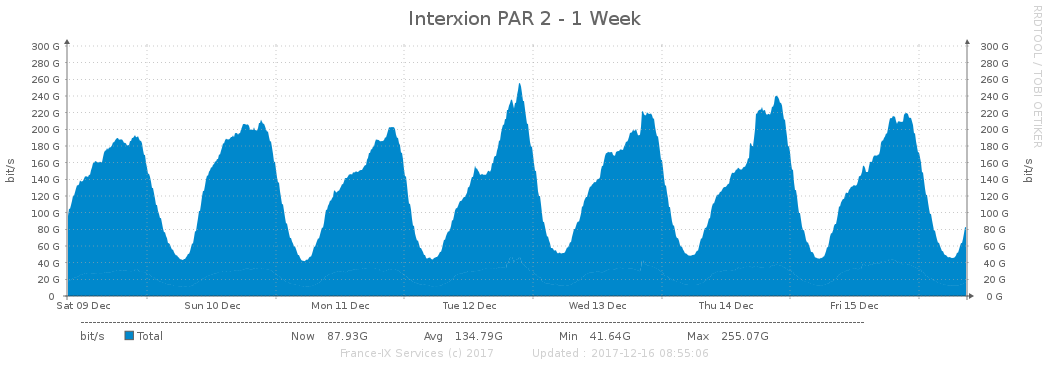 Interxion PAR 2 - 1 Week
RRDTOOL / TOBI OETIKER
bit/s
300 G 300 G
280 G 280 G
260 G 260 G
240 G 240 G
220 G 220 G
200 G 200 G
180 G 180 G
160 G 160 G
140 G 140 G
120 G 120 G
100 G 100 G
80 G 80 G
60 G 60 G
40 G 40 G
20 G 20 G
0 0 G
bit/s
Sat 09 Dec Sun 10 Dec Mon 11 Dec Tue 12 Dec Wed 13 Dec Thu 14 Dec Fri 15 Dec
bit/s Total Now 87.93G Avg 134.79G Min 41.64G Max 255.07G
France-IX Services (c) 2017 Updated : 2017-12-16 08:55:06